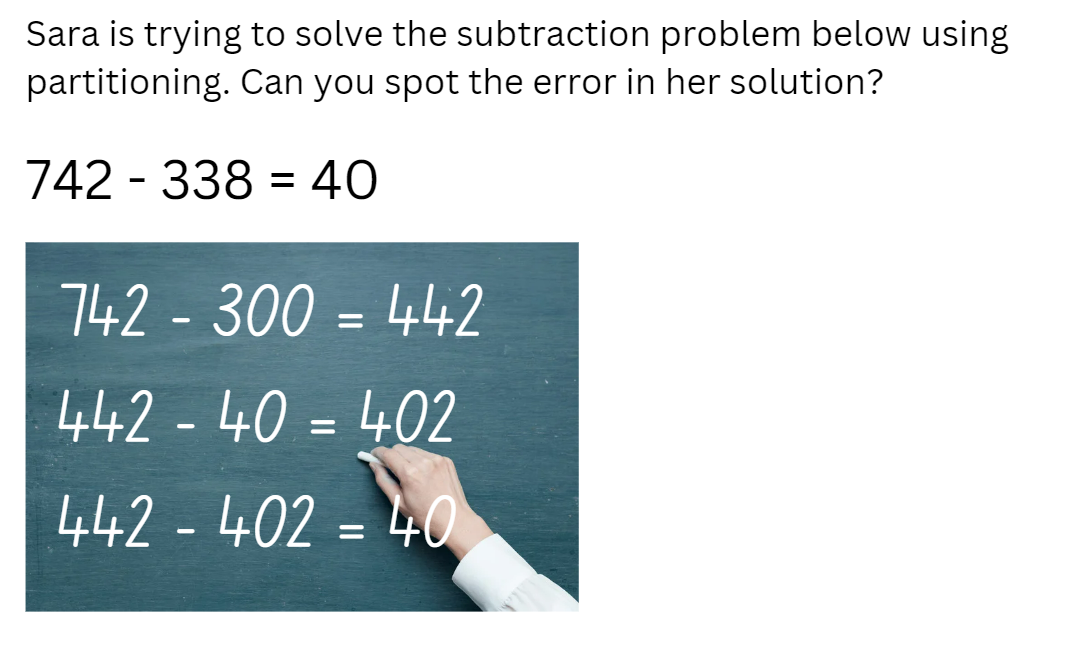 Sara is trying to solve the subtraction problem below using
partitioning. Can you spot the error in her solution?
742 - 338 = 40
742 - 300 = 442
442 - 40 = 402
442 - 402 = 40